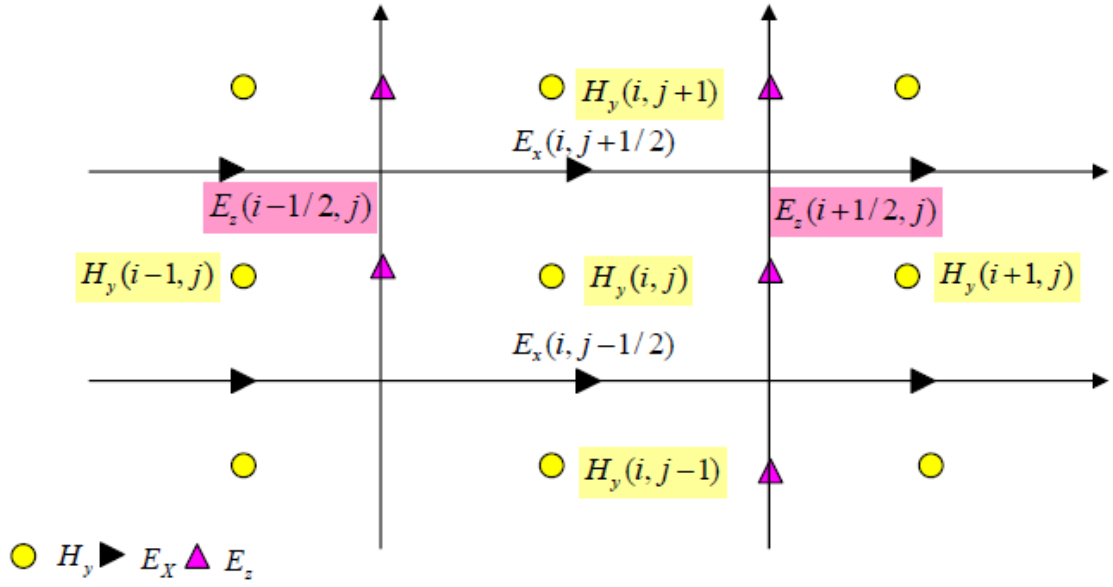 H_y(i, j+1)
E_x(i, j+1/2)
E_z(i−1/2, j)
E_z(i+1/2, j)
H_y(i−1, j)
H_y(i, j)
H_y(i+1, j)
E_x(i, j−1/2)
H_y(i, j−1)
H_y E_X E_z